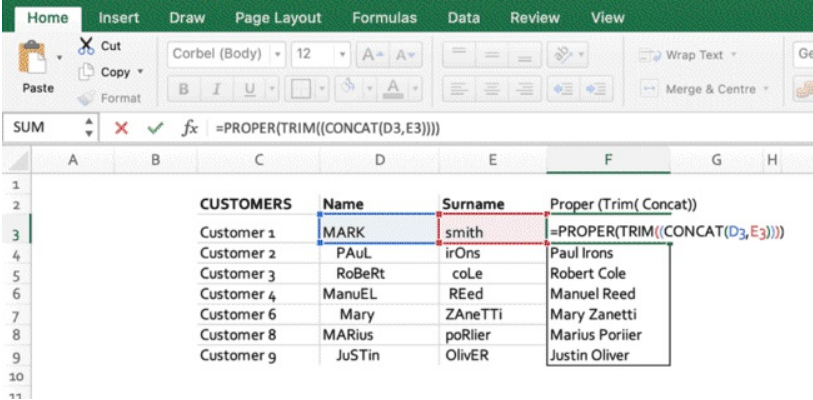 Home Insert Draw Page Layout Formulas Data Review View
Cut
Corbel (Body) 12 A A Wrap Text Ge
Copy
Paste B I U A Merge & Centre
Format
SUM fx =PROPER(TRIM((CONCAT(D3,E3))))
A B C D E F G H
1
2 CUSTOMERS Name Surname Proper (Trim( Concat))
3 Customer 1 MARK smith =PROPER(TRIM((CONCAT(D3,E3))))
4 Customer 2 PAuL irOns Paul Irons
5 Customer 3 RoBeRt coLe Robert Cole
6 Customer 4 ManuEL REed Manuel Reed
7 Customer 6 Mary ZAneTTi Mary Zanetti
8 Customer 8 MARius poRIier Marius Poriier
9 Customer 9 JuSTin OlivER Justin Oliver
10
11